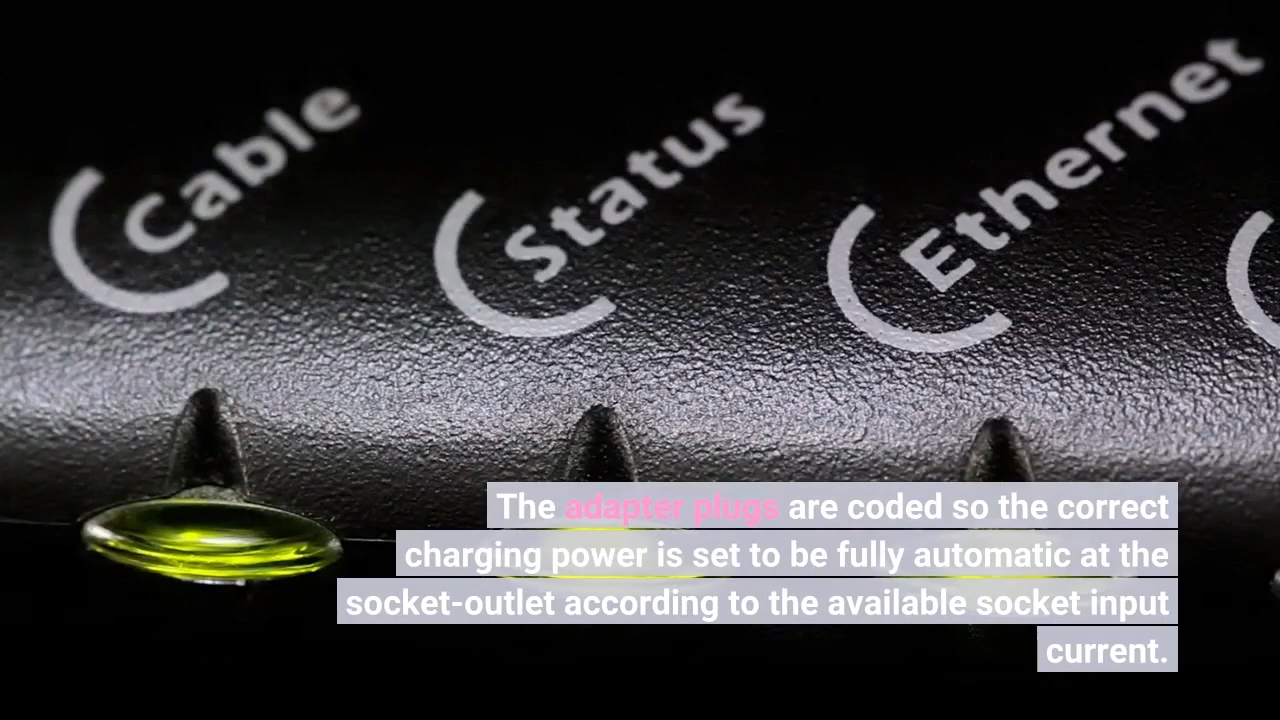 Cable
Status
Ethernet
The adapter plugs are coded so the correct
charging power is set to be fully automatic at the
socket-outlet according to the available socket input
current.